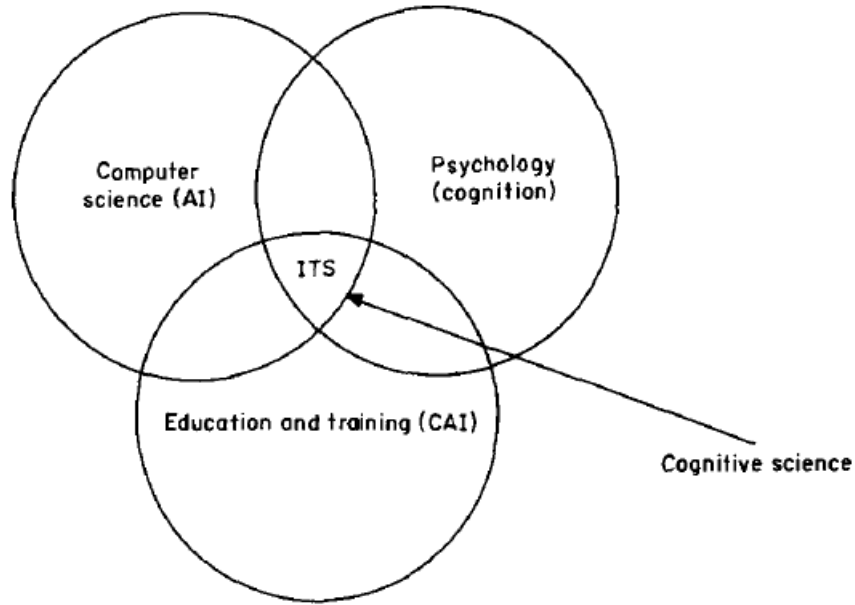 Computer
science (AI)
Psychology
(cognition)
ITS
Education and training (CAI)
Cognitive science